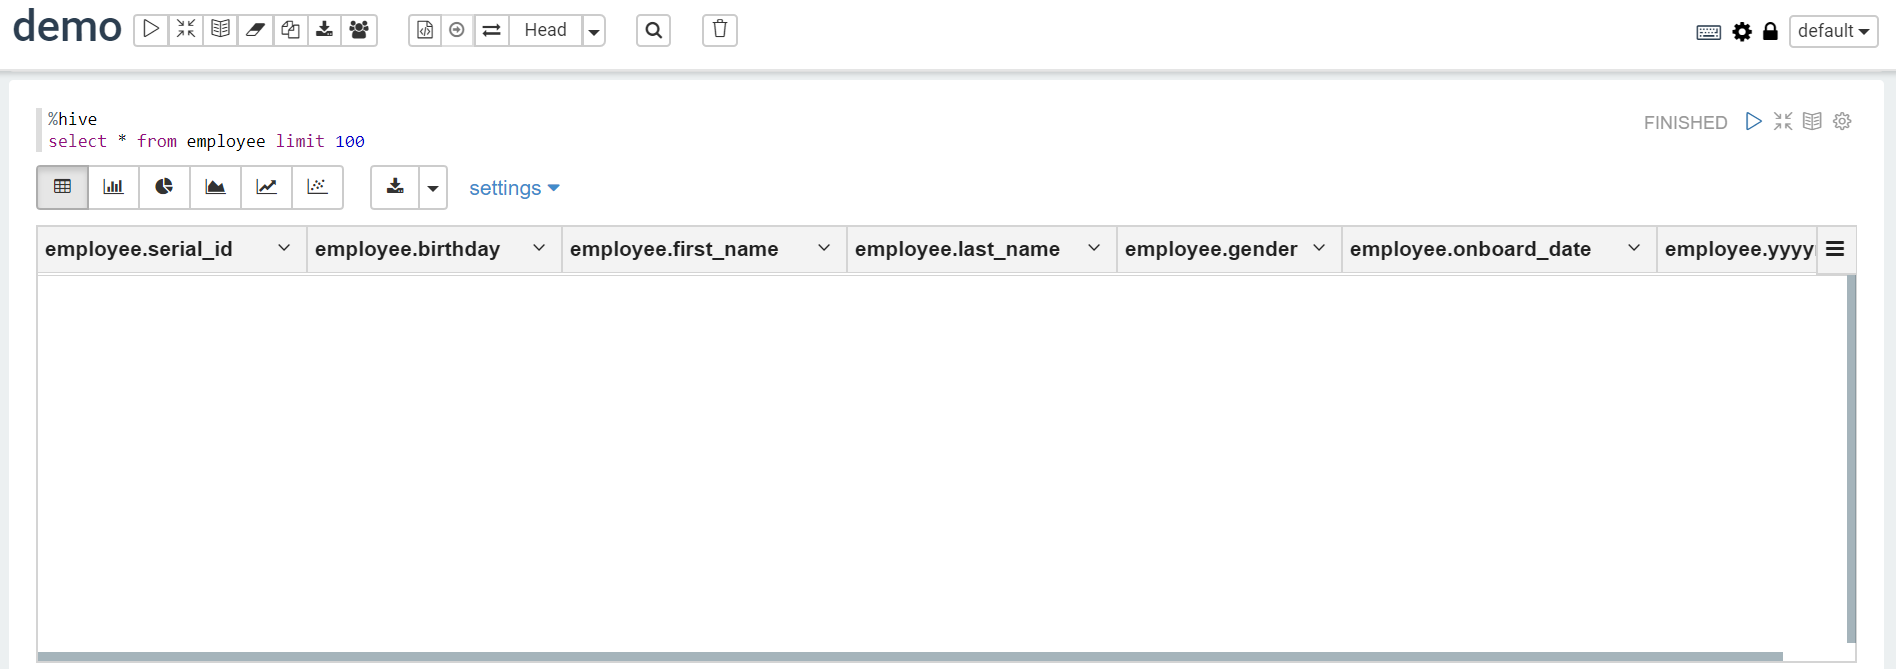 demo
Head
default
%hive
select * from employee limit 100
FINISHED
settings
employee.serial_id employee.birthday employee.first_name employee.last_name employee.gender employee.onboard_date employee.yyyy